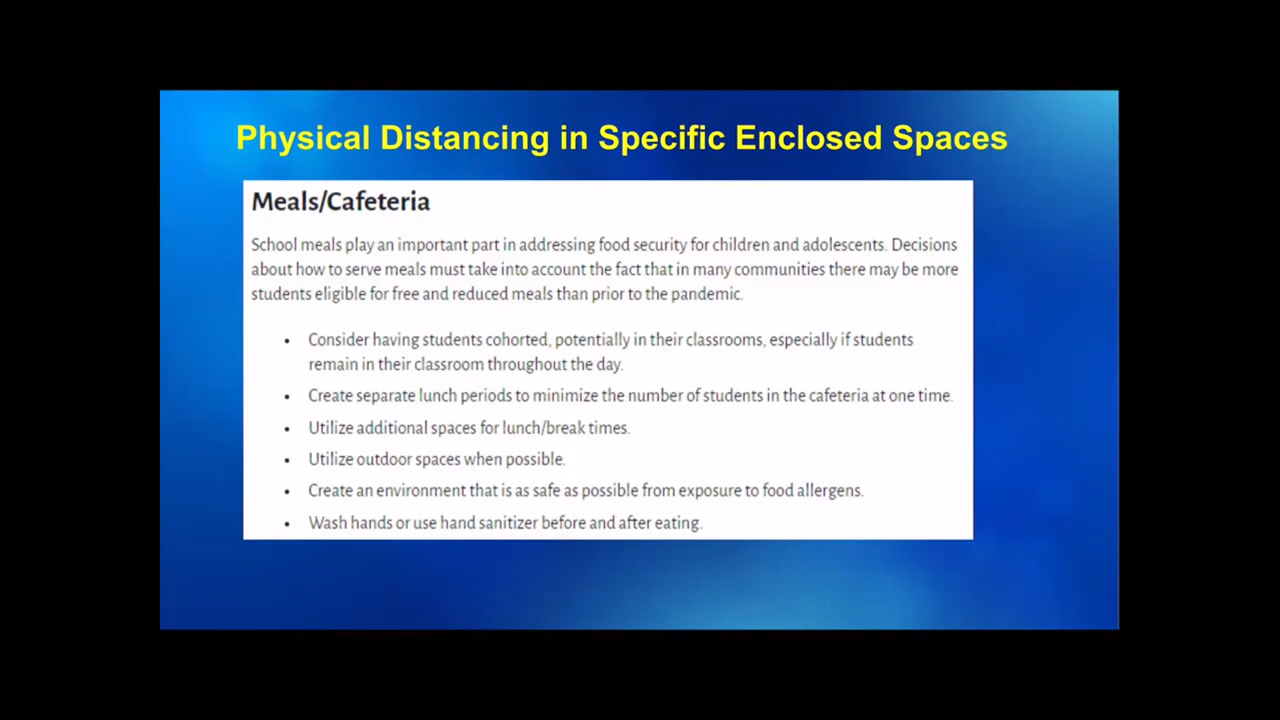 Physical Distancing in Specific Enclosed Spaces
Meals/Cafeteria
School meals play an important part in addressing food security for children and adolescents. Decisions
about how to serve meals must take into account the fact that in many communities there may be more
students eligible for free and reduced meals than prior to the pandemic.
• Consider having students cohorted, potentially in their classrooms, especially if students
remain in their classroom throughout the day.
• Create separate lunch periods to minimize the number of students in the cafeteria at one time.
• Utilize additional spaces for lunch/break times.
• Utilize outdoor spaces when possible.
• Create an environment that is as safe as possible from exposure to food allergens.
• Wash hands or use hand sanitizer before and after eating.